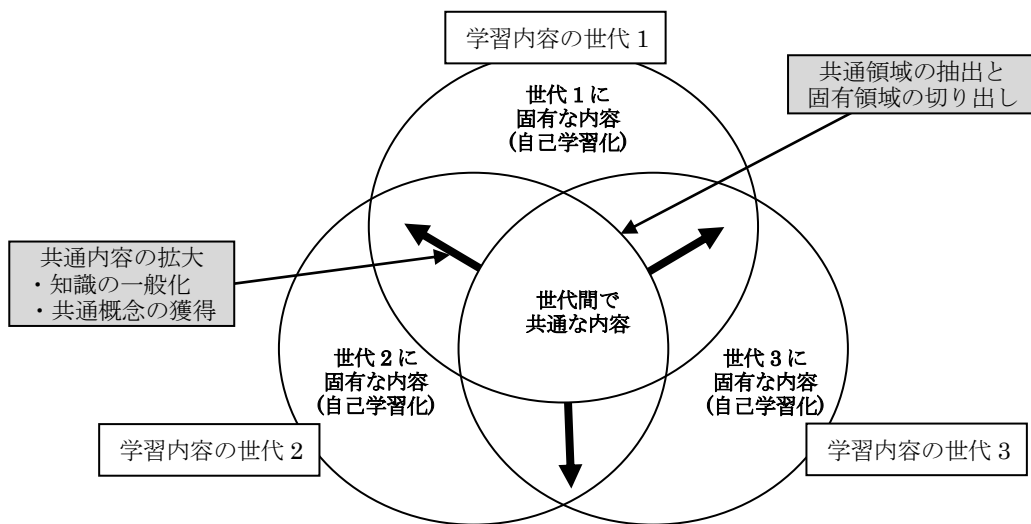 学習内容の世代 1
共通領域の抽出と
固有領域の切り出し
世代 1 に
固有な内容
(自己学習化)
共通内容の拡大
・知識の一般化
・共通概念の獲得
世代間で
共通な内容
世代 2 に
固有な内容
(自己学習化)
世代 3 に
固有な内容
(自己学習化)
学習内容の世代 2
学習内容の世代 3